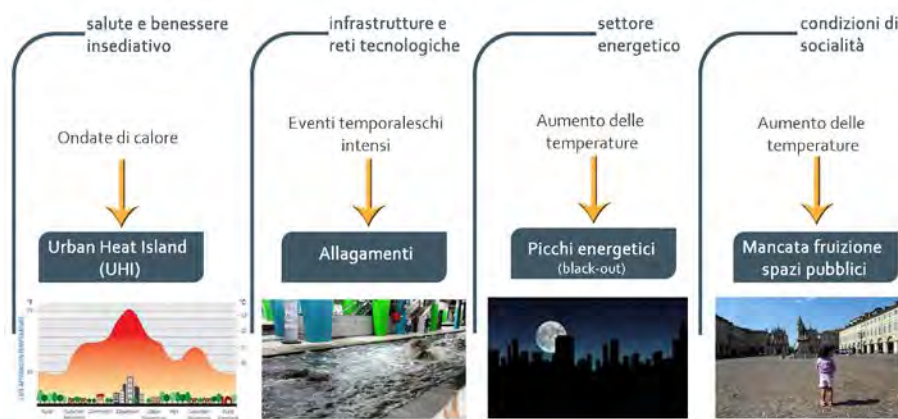 salute e benessere
insediativo
infrastrutture e
reti tecnologiche
settore
energetico
condizioni di
socialità
Ondate di calore
Eventi temporaleschi
intensi
Aumento delle
temperature
Aumento delle
temperature
Urban Heat Island
(UHI)
Allagamenti
Picchi energetici
(black-out)
Mancata fruizione
spazi pubblici
°F
°C